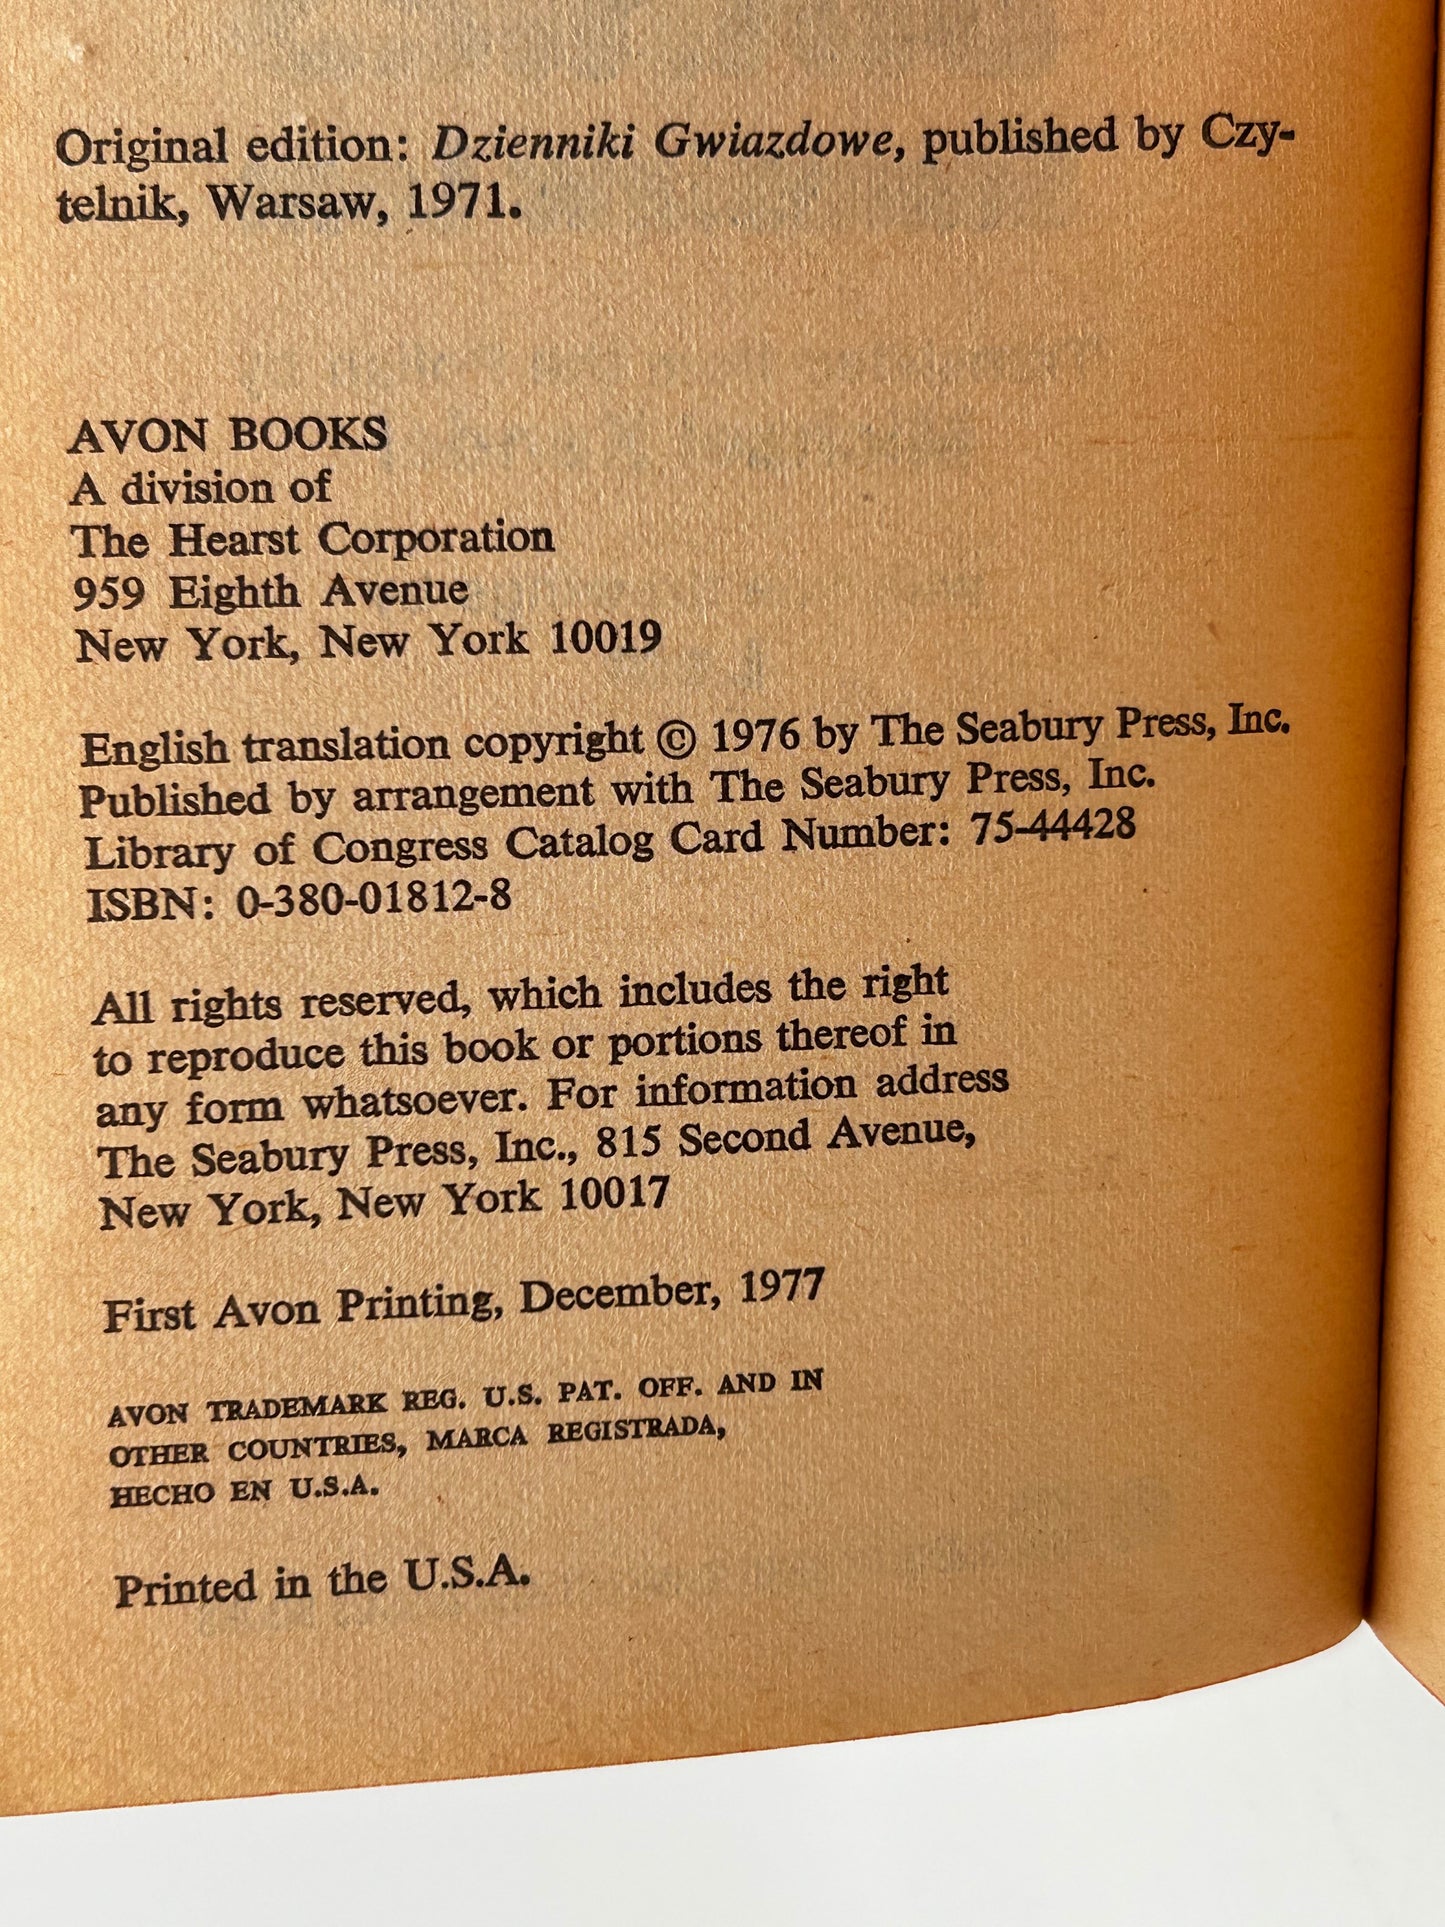 Original edition: Dzienniki Gwiazdowe, published by Czy-
telnik, Warsaw, 1971.
AVON BOOKS
A division of
The Hearst Corporation
959 Eighth Avenue
New York, New York 10019
English translation copyright © 1976 by The Seabury Press, Inc.
Published by arrangement with The Seabury Press, Inc.
Library of Congress Catalog Card Number: 75-44428
ISBN: 0-380-01812-8
All rights reserved, which includes the right
to reproduce this book or portions thereof in
any form whatsoever. For information address
The Seabury Press, Inc., 815 Second Avenue,
New York, New York 10017
First Avon Printing, December, 1977
AVON TRADEMARK REG. U.S. PAT. OFF. AND IN
OTHER COUNTRIES, MARCA REGISTRADA,
HECHO EN U.S.A.
Printed in the U.S.A.